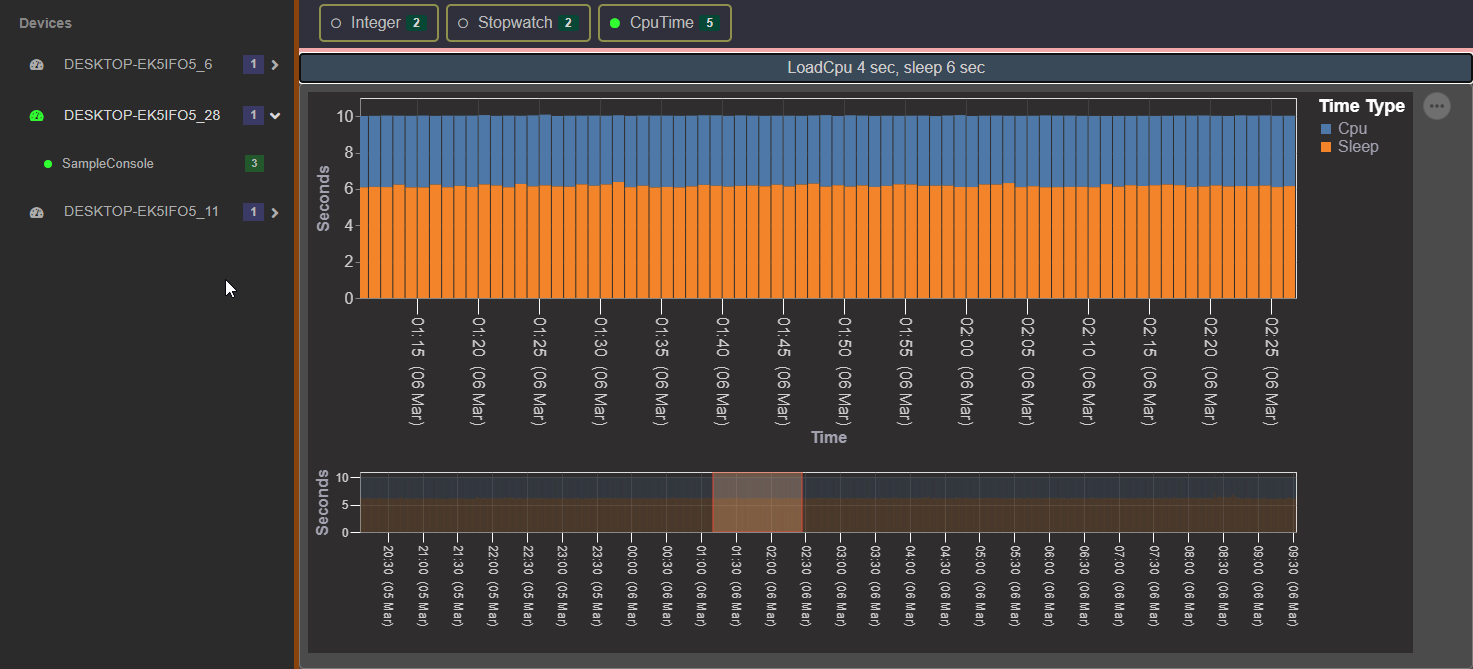 Devices
DESKTOP-EK5IFO5_6 1
DESKTOP-EK5IFO5_28 1
SampleConsole 3
DESKTOP-EK5IFO5_11 1
Integer 2 Stopwatch 2 CpuTime 5
LoadCpu 4 sec, sleep 6 sec
Time Type
Cpu
Sleep
Seconds
10
8
6
4
2
0
01:15 (06 Mar)
01:20 (06 Mar)
01:25 (06 Mar)
01:30 (06 Mar)
01:35 (06 Mar)
01:40 (06 Mar)
01:45 (06 Mar)
01:50 (06 Mar)
01:55 (06 Mar)
02:00 (06 Mar)
02:05 (06 Mar)
02:10 (06 Mar)
02:15 (06 Mar)
02:20 (06 Mar)
02:25 (06 Mar)
Time
Seconds
10
5
0
20:30 (05 Mar)
21:00 (05 Mar)
21:30 (05 Mar)
22:00 (05 Mar)
22:30 (05 Mar)
23:00 (05 Mar)
23:30 (05 Mar)
00:00 (06 Mar)
00:30 (06 Mar)
01:00 (06 Mar)
01:30 (06 Mar)
02:00 (06 Mar)
02:30 (06 Mar)
03:00 (06 Mar)
03:30 (06 Mar)
04:00 (06 Mar)
04:30 (06 Mar)
05:00 (06 Mar)
05:30 (06 Mar)
06:00 (06 Mar)
06:30 (06 Mar)
07:00 (06 Mar)
07:30 (06 Mar)
08:00 (06 Mar)
08:30 (06 Mar)
09:00 (06 Mar)
09:30 (06 Mar)